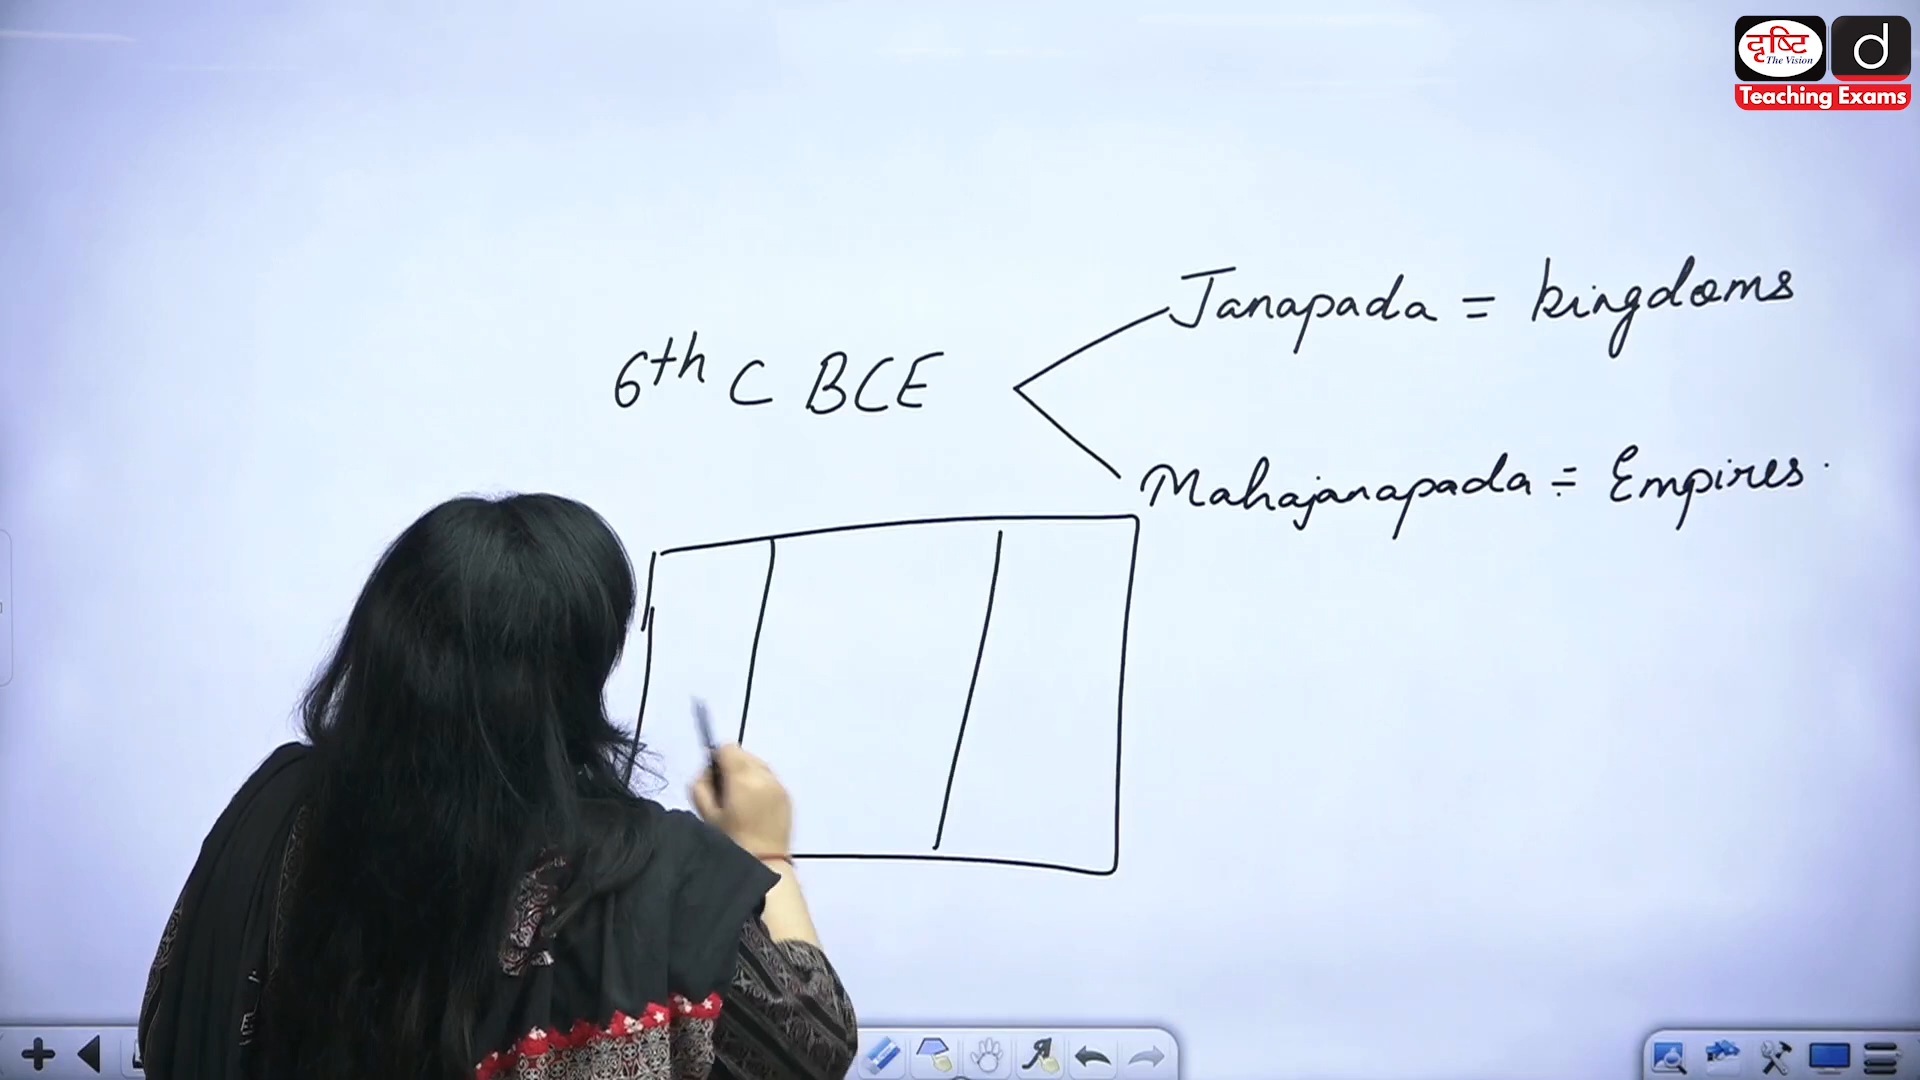 दृष्टि
The Vision
d
Teaching Exams
Janapada = kingdoms
6th C BCE
Mahajanapada = Empires.